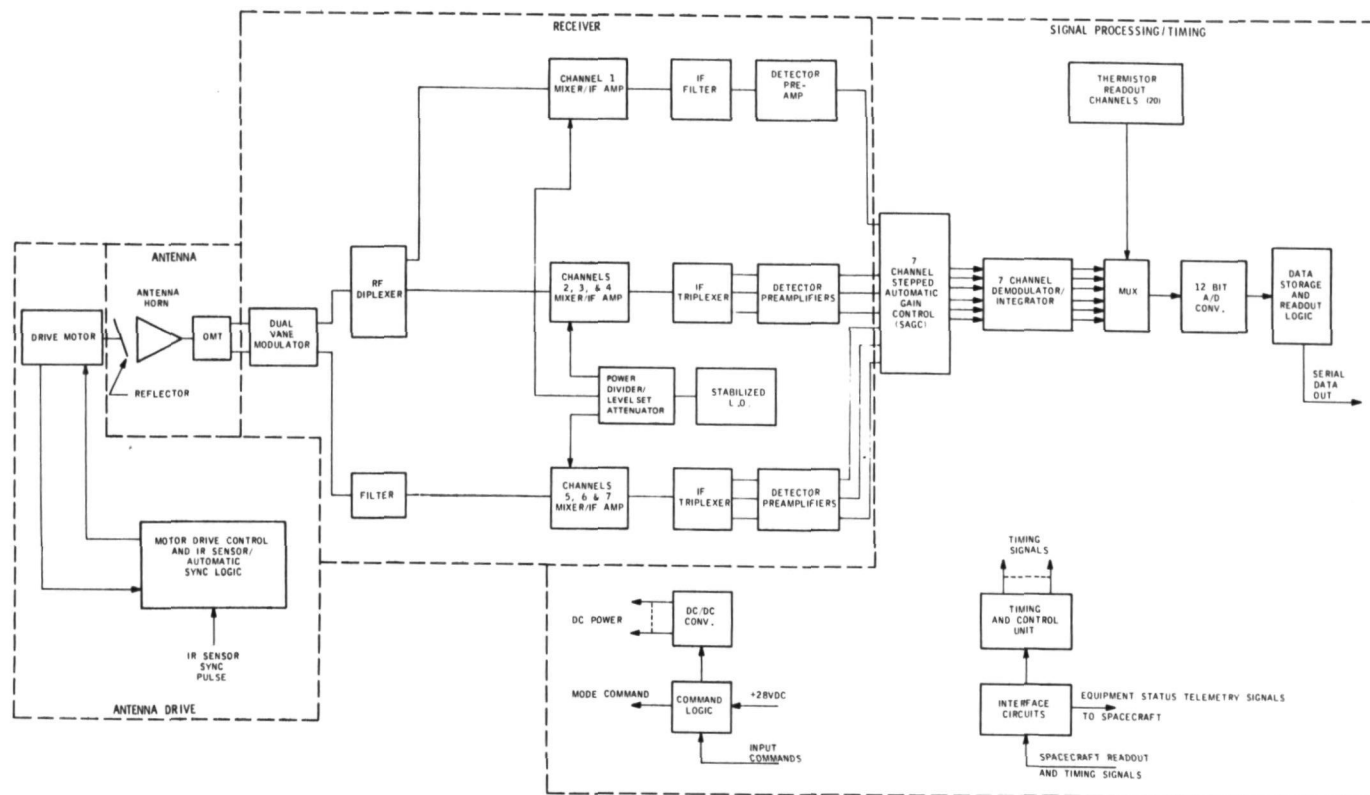 RECEIVER
SIGNAL PROCESSING/TIMING
CHANNEL 1
MIXER/IF AMP
IF
FILTER
DETECTOR
PRE-
AMP
THERMISTOR
READOUT
CHANNELS (20)
ANTENNA
ANTENNA
HORN
DRIVE MOTOR
OMT
REFLECTOR
DUAL
VANE
MODULATOR
RF
DIPLEXER
CHANNELS
2, 3, & 4
MIXER/IF AMP
IF
TRIPLEXER
DETECTOR
PREAMPLIFIERS
7
CHANNEL
STEPPED
AUTOMATIC
GAIN
CONTROL
(SAGC)
7 CHANNEL
DEMODULATOR/
INTEGRATOR
MUX
12 BIT
A/D
CONV.
DATA
STORAGE
AND
READOUT
LOGIC
SERIAL
DATA
OUT
POWER
DIVIDER/
LEVEL SET
ATTENUATOR
STABILIZED
L.O.
FILTER
CHANNELS
5, 6 & 7
MIXER/IF AMP
IF
TRIPLEXER
DETECTOR
PREAMPLIFIERS
MOTOR DRIVE CONTROL
AND IR SENSOR/
AUTOMATIC
SYNC LOGIC
IR SENSOR
SYNC
PULSE
ANTENNA DRIVE
DC POWER
DC/DC
CONV.
MODE COMMAND
COMMAND
LOGIC
+28VDC
INPUT
COMMANDS
TIMING
SIGNALS
TIMING
AND CONTROL
UNIT
INTERFACE
CIRCUITS
EQUIPMENT STATUS TELEMETRY SIGNALS
TO SPACECRAFT
SPACECRAFT READOUT
AND TIMING SIGNALS